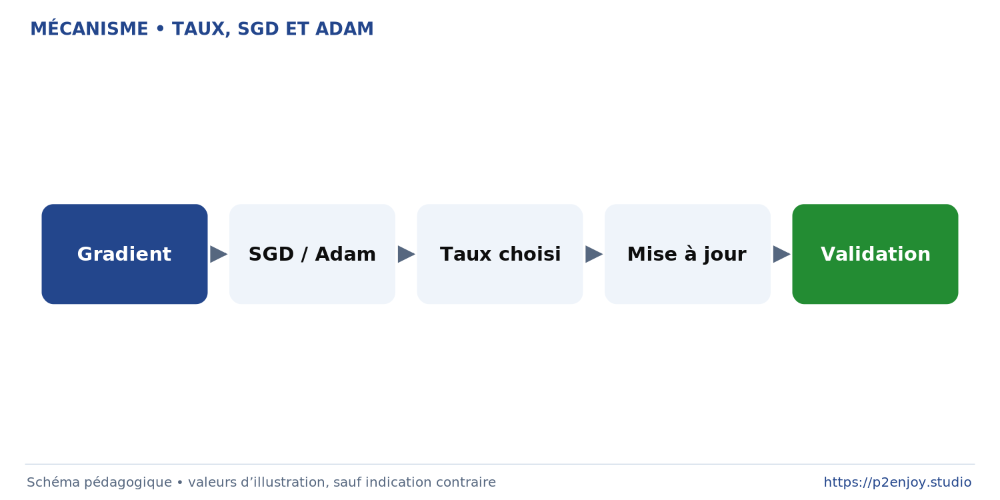 MÉCANISME • TAUX, SGD ET ADAM
Gradient
SGD / Adam
Taux choisi
Mise à jour
Validation
Schéma pédagogique • valeurs d’illustration, sauf indication contraire
https://p2enjoy.studio